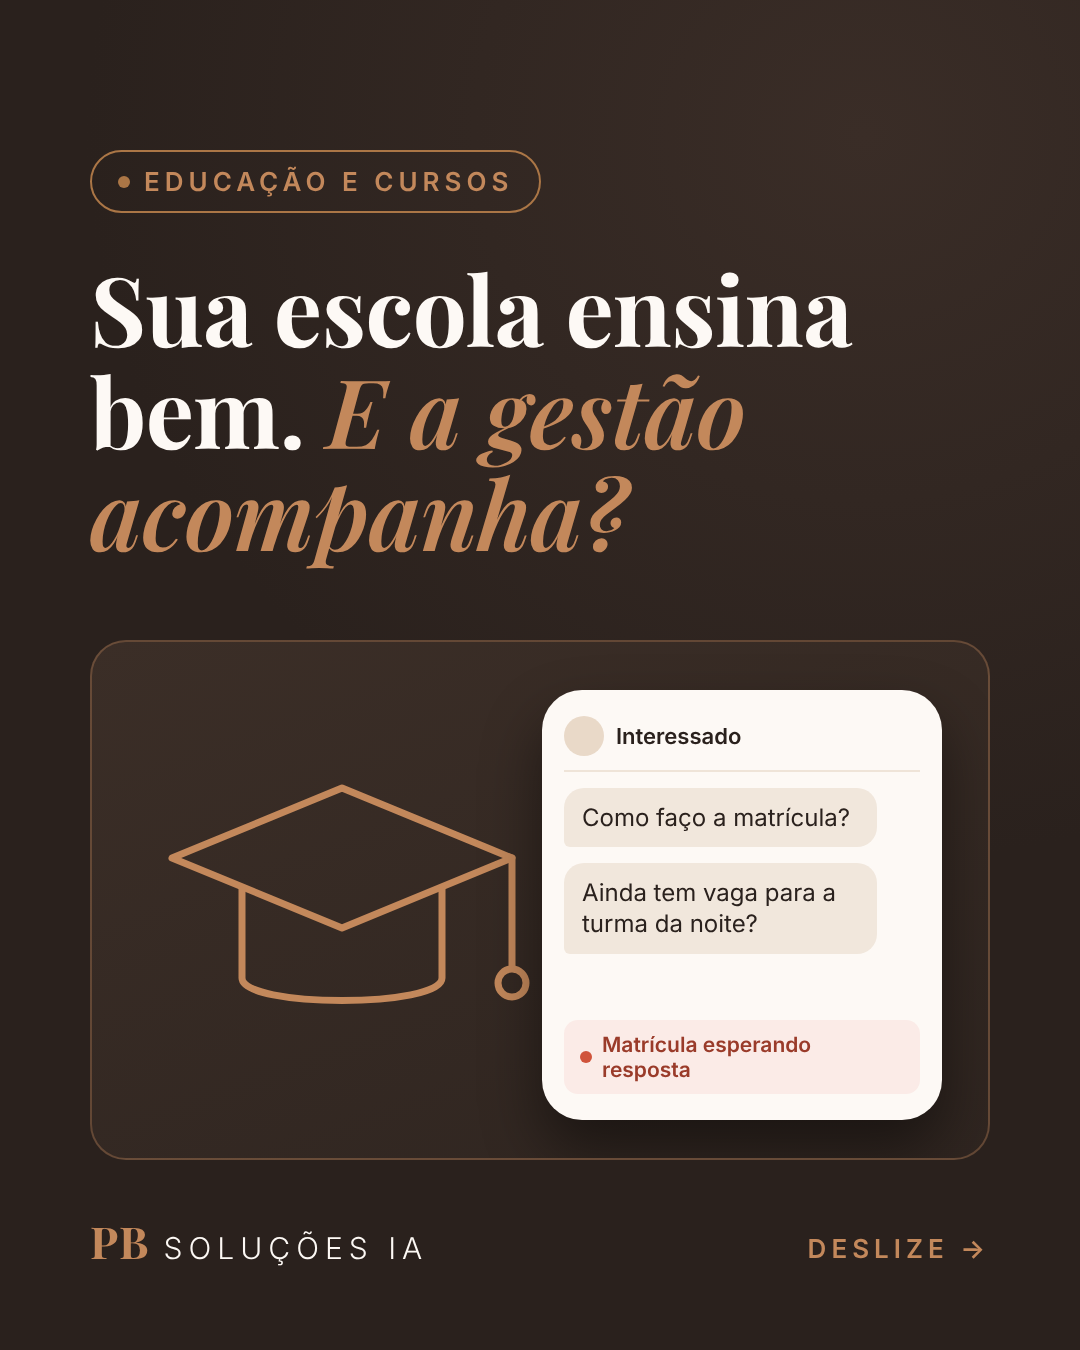 EDUCAÇÃO E CURSOS
Sua escola ensina
bem. E a gestão
acompanha?
Interessado
Como faço a matrícula?
Ainda tem vaga para a
turma da noite?
Matrícula esperando
resposta
PB SOLUÇÕES IA
DESLIZE →